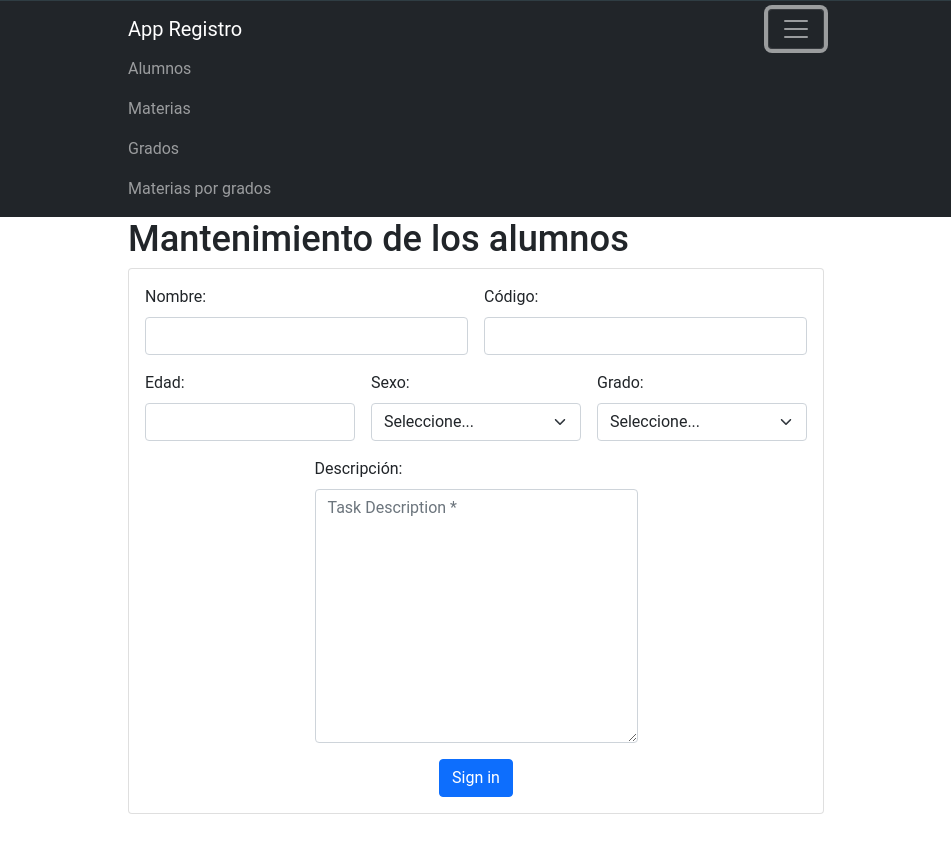 App Registro
Alumnos
Materias
Grados
Materias por grados
Mantenimiento de los alumnos
Nombre: Código:
Edad: Sexo: Grado:
Seleccione... Seleccione...
Descripción:
Task Description *
Sign in